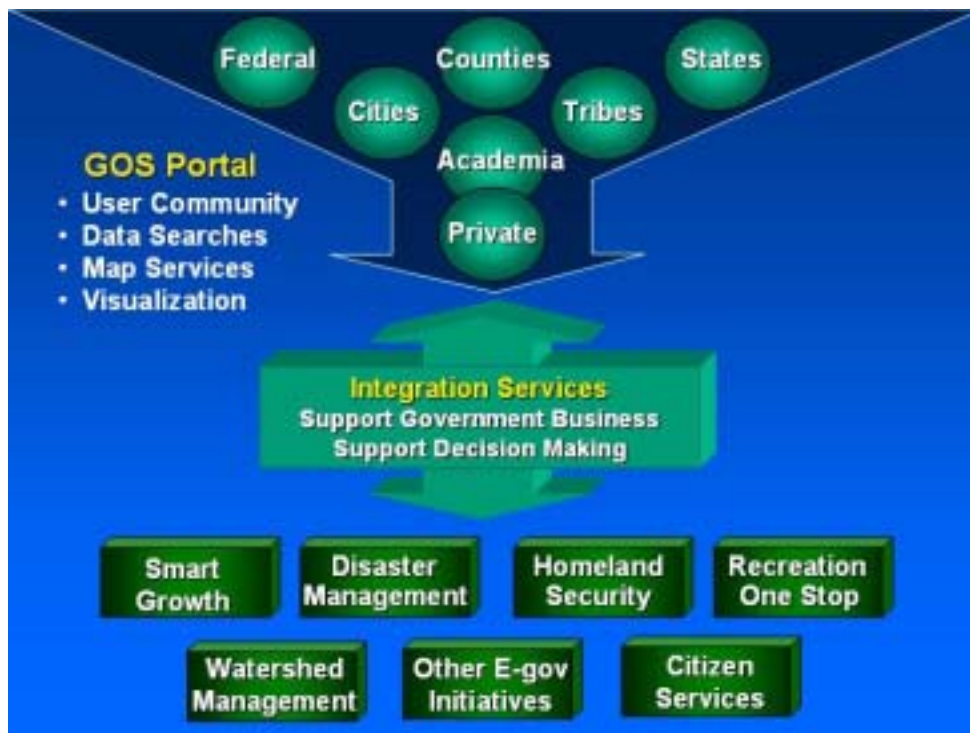 Federal
Counties
States
Cities
Tribes
Academia
Private
GOS Portal
• User Community
• Data Searches
• Map Services
• Visualization
Integration Services
Support Government Business
Support Decision Making
Smart
Growth
Disaster
Management
Homeland
Security
Recreation
One Stop
Watershed
Management
Other E-gov
Initiatives
Citizen
Services